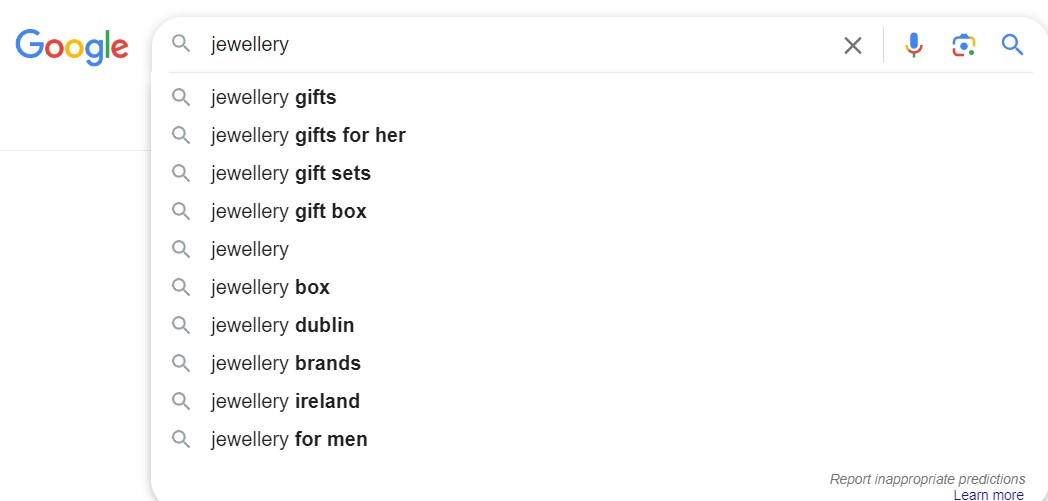 Google
jewellery
jewellery gifts
jewellery gifts for her
jewellery gift sets
jewellery gift box
jewellery
jewellery box
jewellery dublin
jewellery brands
jewellery ireland
jewellery for men
Report inappropriate predictions
Learn more